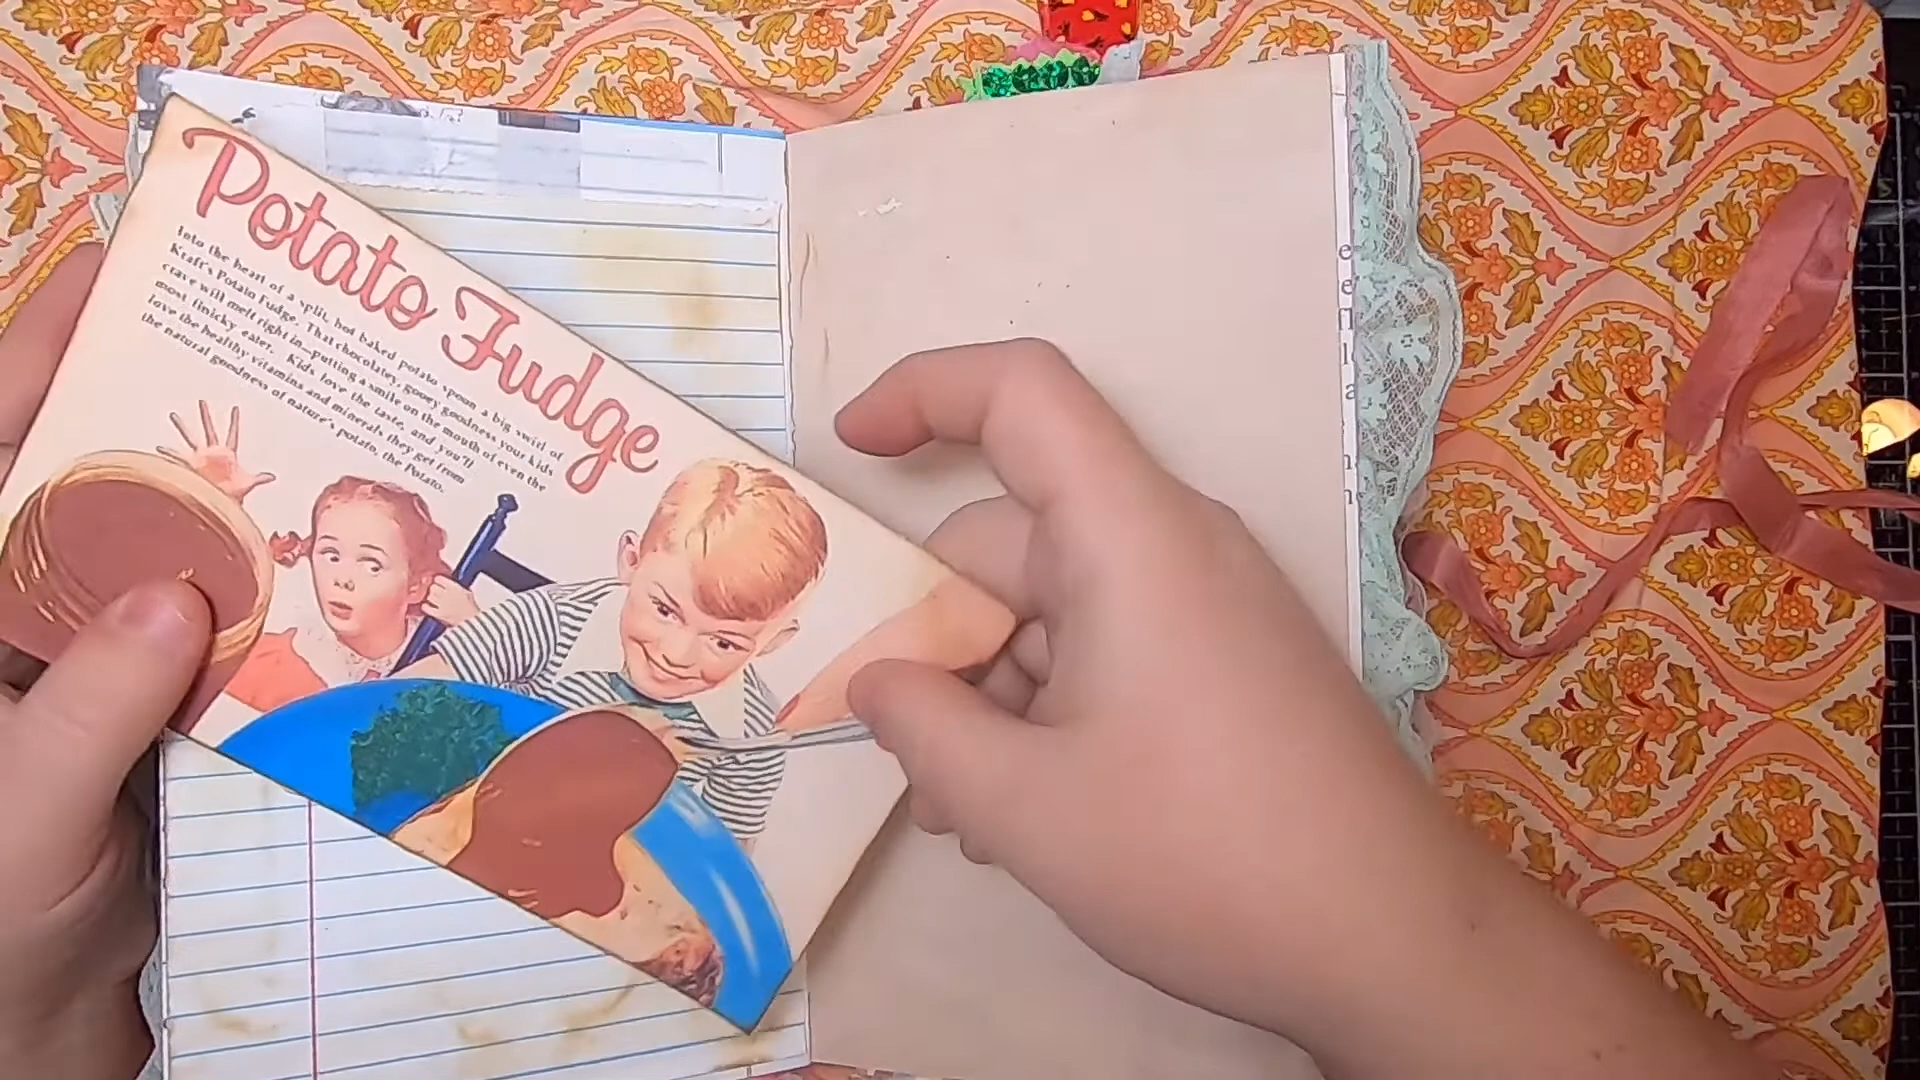 Potato Fudge
Into the heart of a split, hot baked potato spoon a big swirl of
Kraft's Potato Fudge. That chocolatey, gooey goodness your kids
crave will melt right in—putting a smile on the mouth of even the
most finicky eater. Kids love the taste, and you'll
love the healthy vitamins and minerals they get from
the natural goodness of nature's potato, the Potato.
e
e
a
h
n